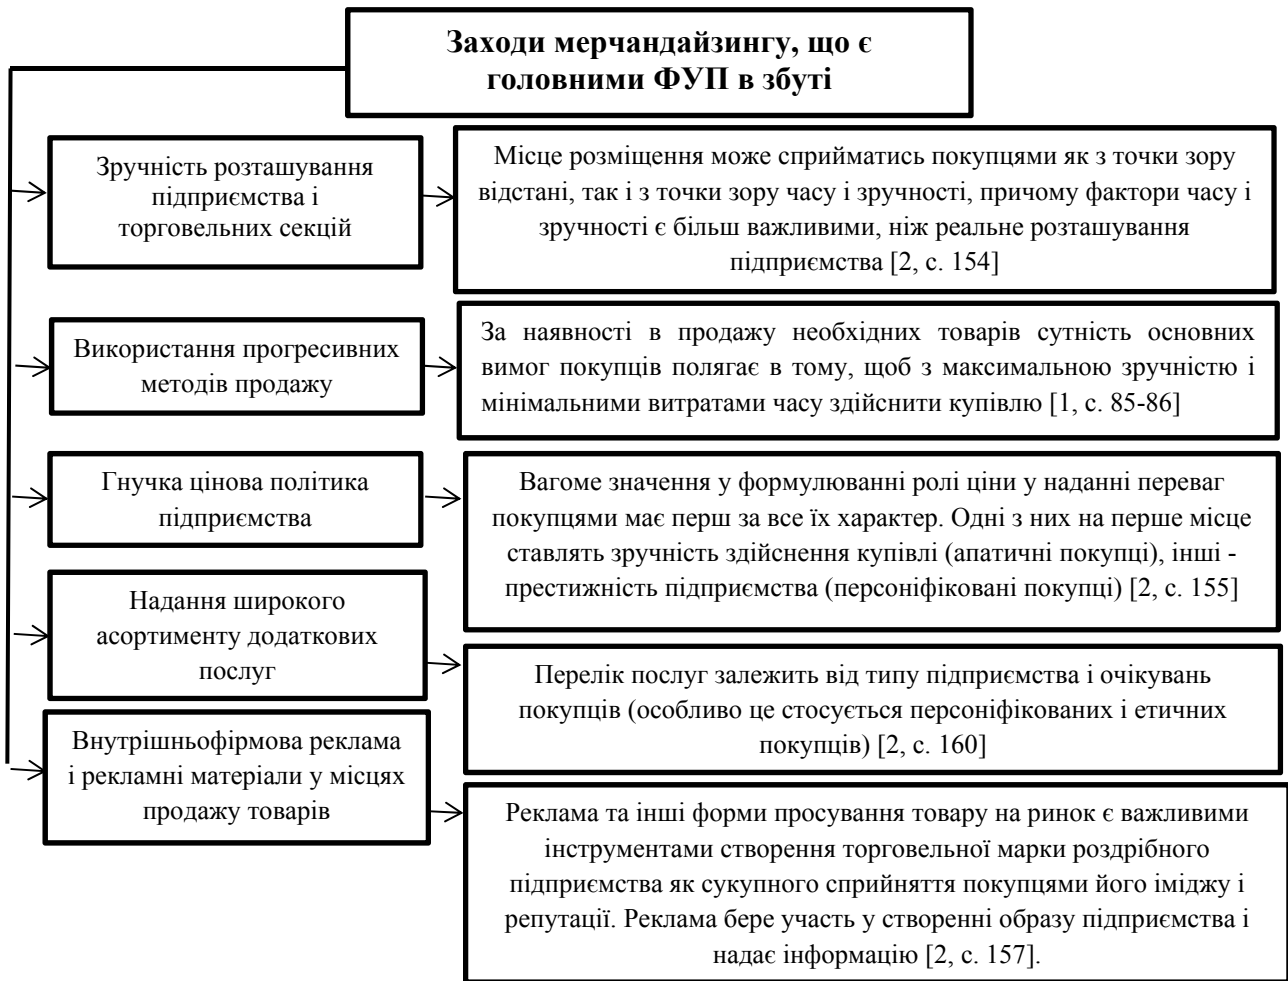 Заходи мерчандайзингу, що є
головними ФУП в збуті
Зручність розташування
підприємства і
торговельних секцій
Місце розміщення може сприйматись покупцями як з точки зору
відстані, так і з точки зору часу і зручності, причому фактори часу і
зручності є більш важливими, ніж реальне розташування
підприємства [2, с. 154]
Використання прогресивних
методів продажу
За наявності в продажу необхідних товарів сутність основних
вимог покупців полягає в тому, щоб з максимальною зручністю і
мінімальними витратами часу здійснити купівлю [1, с. 85-86]
Гнучка цінова політика
підприємства
Вагоме значення у формулюванні ролі ціни у наданні переваг
покупцями має перш за все їх характер. Одні з них на перше місце
ставлять зручність здійснення купівлі (апатичні покупці), інші -
престижність підприємства (персоніфіковані покупці) [2, с. 155]
Надання широкого
асортименту додаткових
послуг
Перелік послуг залежить від типу підприємства і очікувань
покупців (особливо це стосується персоніфікованих і етичних
покупців) [2, с. 160]
Внутрішньофірмова реклама
і рекламні матеріали у місцях
продажу товарів
Реклама та інші форми просування товару на ринок є важливими
інструментами створення торговельної марки роздрібного
підприємства як сукупного сприйняття покупцями його іміджу і
репутації. Реклама бере участь у створенні образу підприємства і
надає інформацію [2, с. 157].